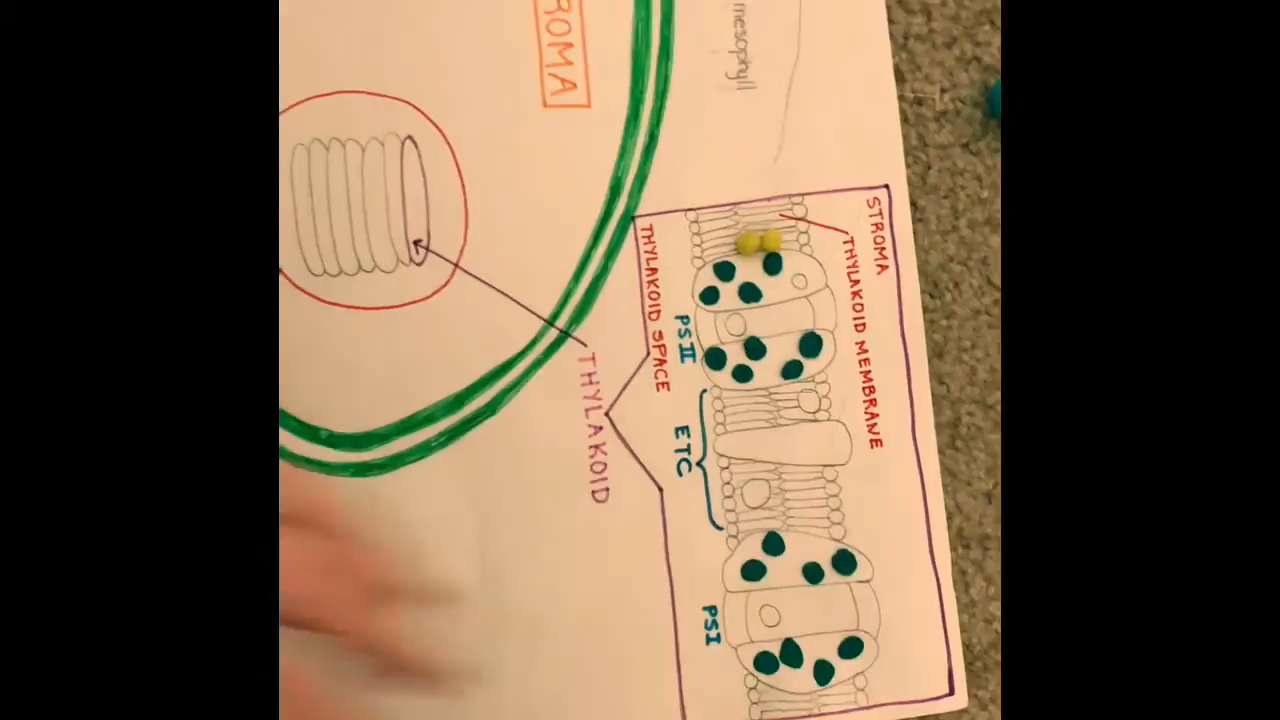 ROMA
mesophyll
STROMA
THYLAKOID MEMBRANE
THYLAKOID SPACE
PSII
ETC
PSI
THYLAKOID